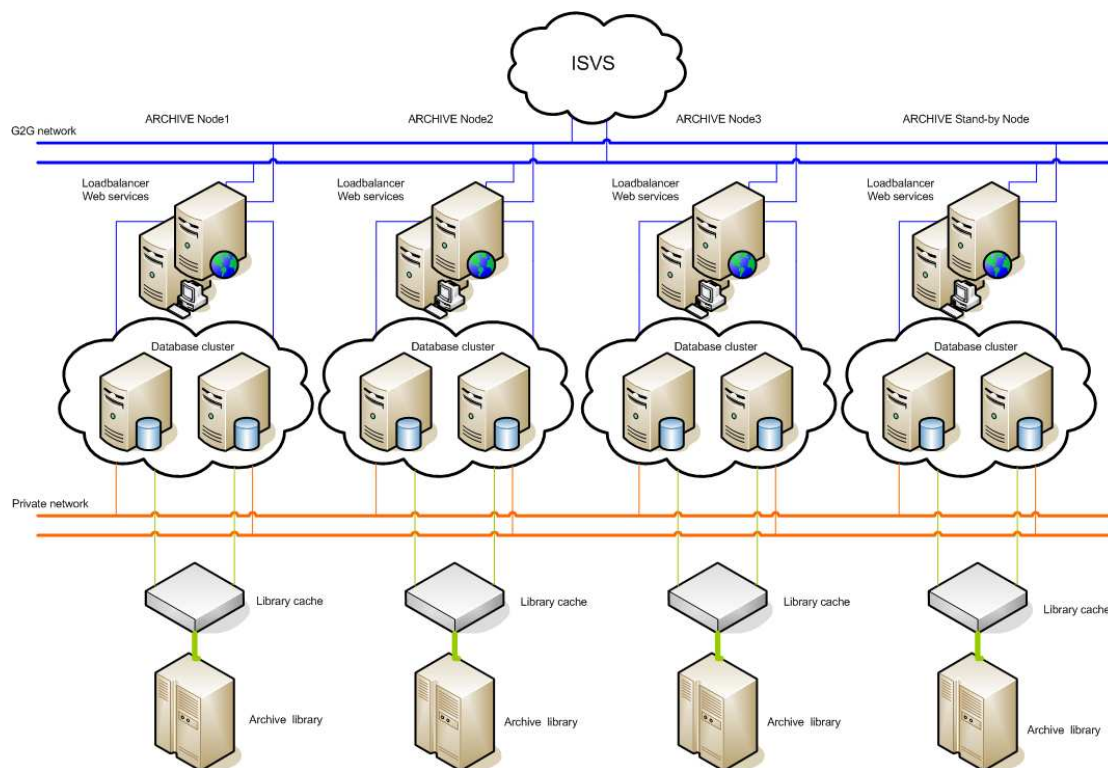 ISVS
ARCHIVE Node1
ARCHIVE Node2
ARCHIVE Node3
ARCHIVE Stand-by Node
G2G network
Loadbalancer
Web services
Loadbalancer
Web services
Loadbalancer
Web services
Loadbalancer
Web services
Database cluster
Database cluster
Database cluster
Database cluster
Private network
Library cache
Library cache
Library cache
Library cache
Archive library
Archive library
Archive library
Archive library